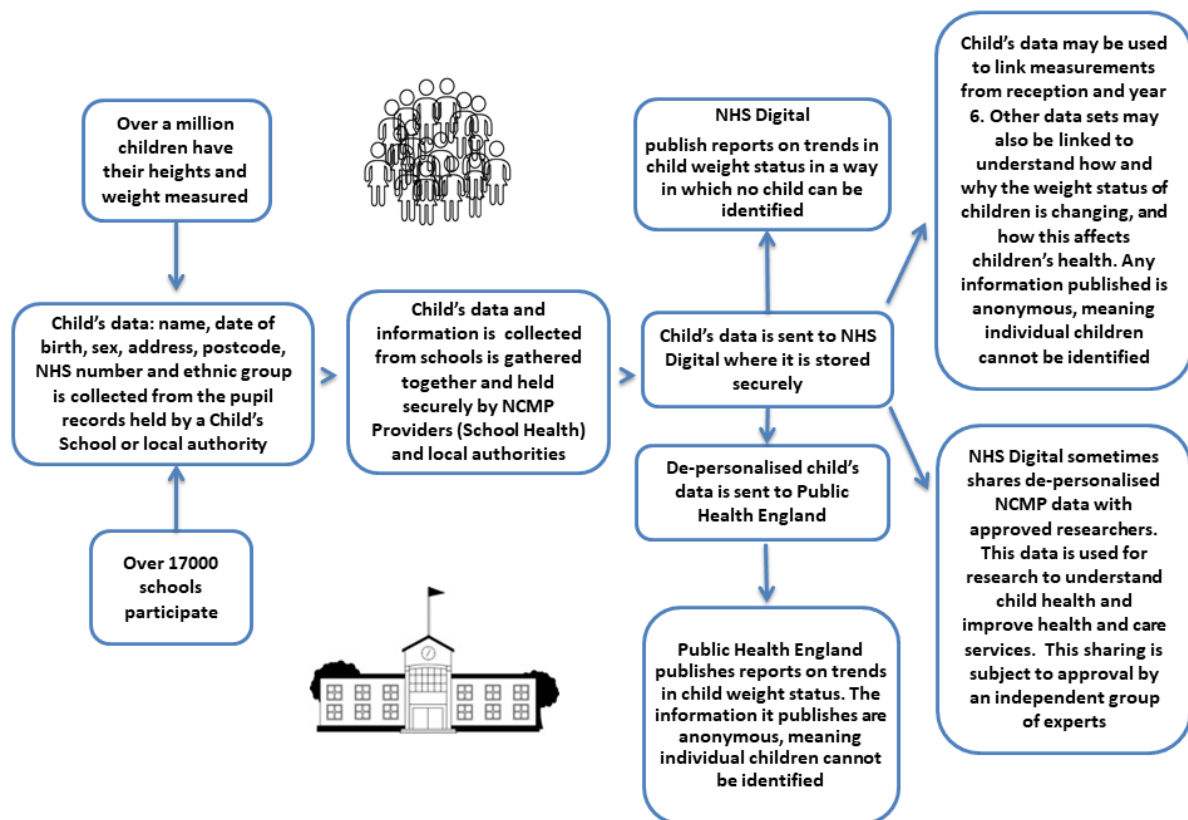 Over a million
children have
their heights and
weight measured
Child's data: name, date of
birth, sex, address, postcode,
NHS number and ethnic group
is collected from the pupil
records held by a Child's
School or local authority
Over 17000
schools
participate
Child's data and
information is collected
from schools is gathered
together and held
securely by NCMP
Providers (School Health)
and local authorities
NHS Digital
publish reports on trends in
child weight status in a way
in which no child can be
identified
Child's data is sent to NHS
Digital where it is stored
securely
De-personalised child's
data is sent to Public
Health England
Public Health England
publishes reports on trends
in child weight status. The
information it publishes are
anonymous, meaning
individual children cannot
be identified
Child's data may be used
to link measurements
from reception and year
6. Other data sets may
also be linked to
understand how and
why the weight status of
children is changing, and
how this affects
children's health. Any
information published is
anonymous, meaning
individual children
cannot be identified
NHS Digital sometimes
shares de-personalised
NCMP data with
approved researchers.
This data is used for
research to understand
child health and
improve health and care
services. This sharing is
subject to approval by
an independent group
of experts